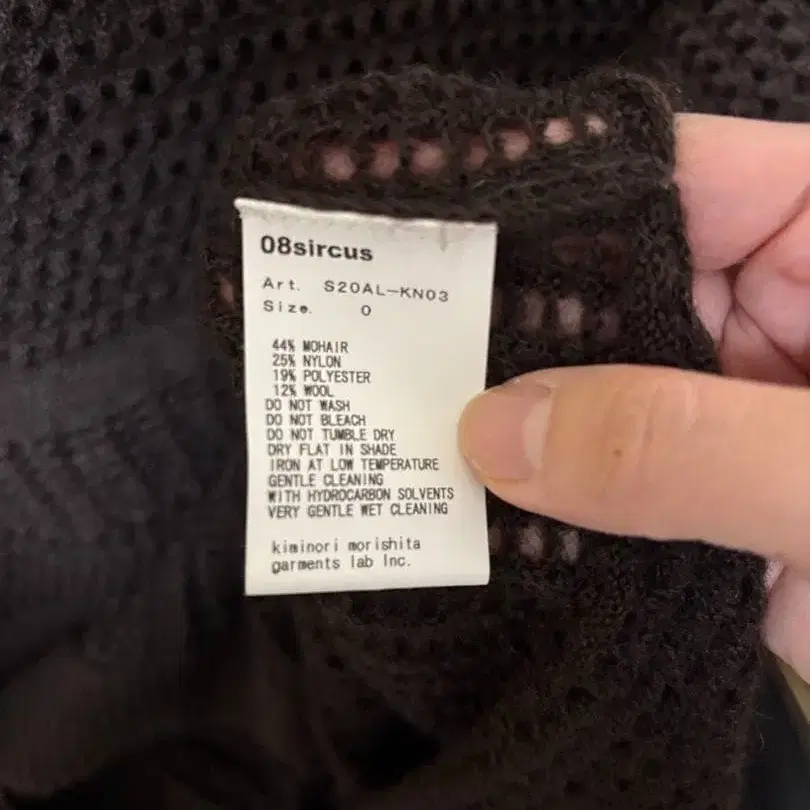 08sircus
Art. S20AL-KN03
Size. 0
44% MOHAIR
25% NYLON
19% POLYESTER
12% WOOL
DO NOT WASH
DO NOT BLEACH
DO NOT TUMBLE DRY
DRY FLAT IN SHADE
IRON AT LOW TEMPERATURE
GENTLE CLEANING
WITH HYDROCARBON SOLVENTS
VERY GENTLE WET CLEANING
kiminori morishita
garments lab Inc.